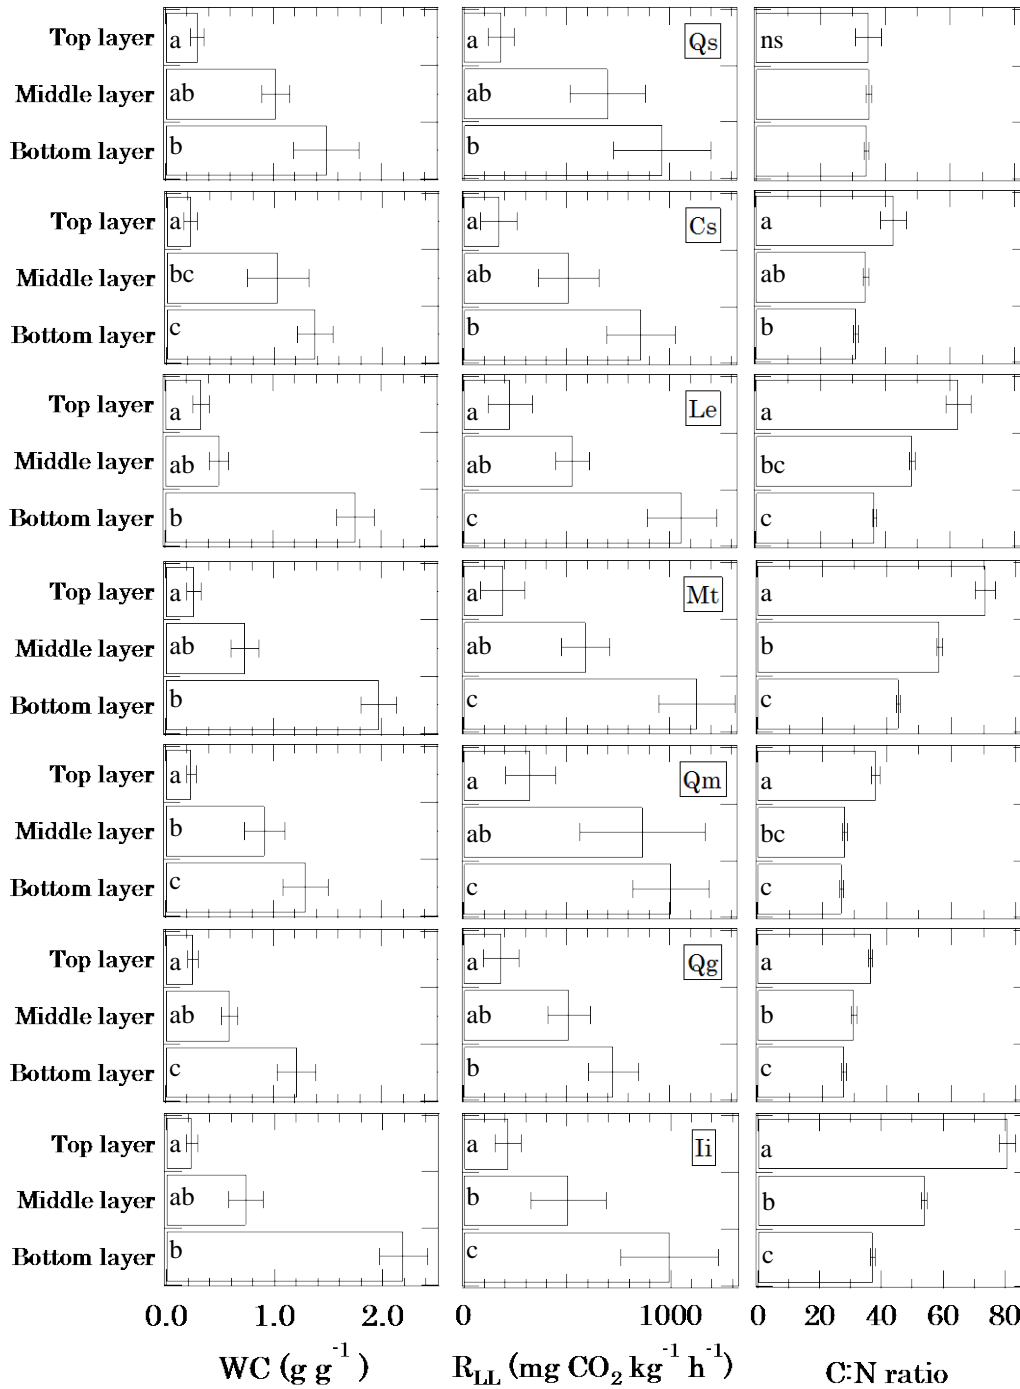 Top layer a a Qs ns
Middle layer ab ab
Bottom layer b b
Top layer a a Cs a
Middle layer bc ab ab
Bottom layer c b b
Top layer a a Le a
Middle layer ab ab bc
Bottom layer b c c
Top layer a a Mt a
Middle layer ab ab b
Bottom layer b c c
Top layer a a Qm a
Middle layer b ab bc
Bottom layer c c c
Top layer a a Qg a
Middle layer ab ab b
Bottom layer c b c
Top layer a a Ii a
Middle layer ab b b
Bottom layer b c c
0.0 1.0 2.0 0 1000 0 20 40 60 80
WC (g g⁻¹) R_LL (mg CO₂ kg⁻¹ h⁻¹) C:N ratio